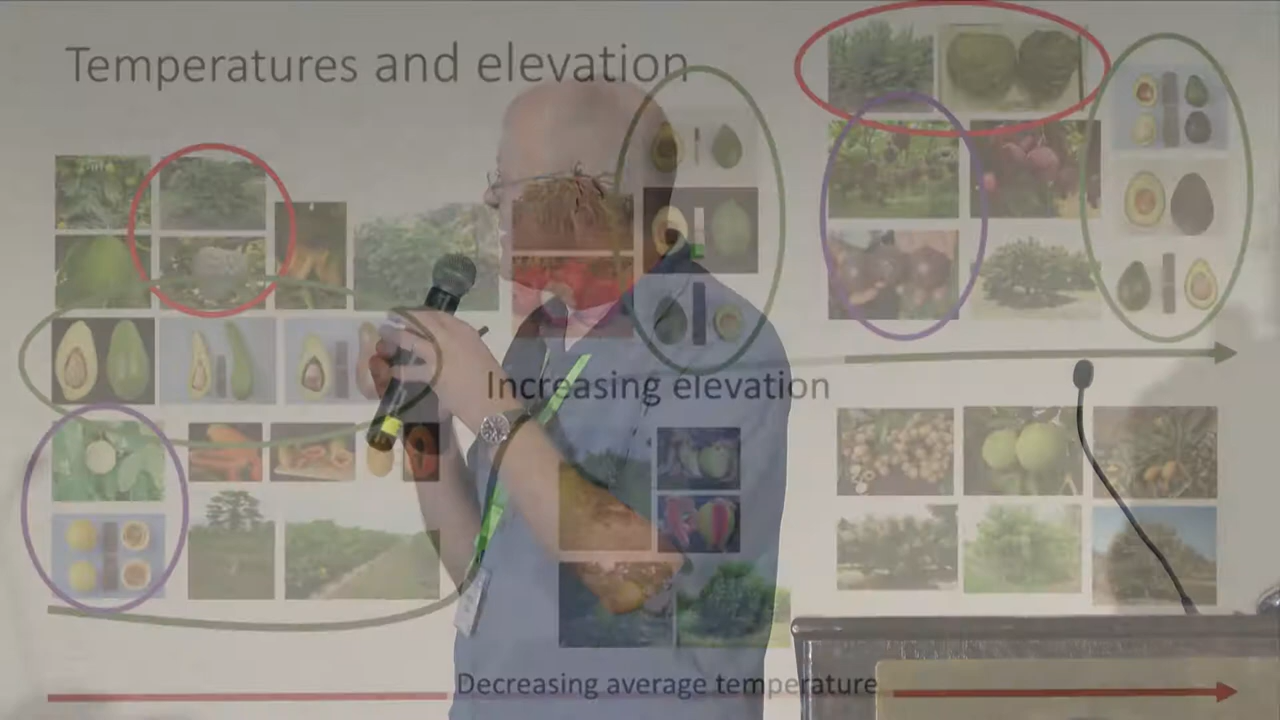 Temperatures and elevation
Increasing elevation
Decreasing average temperature